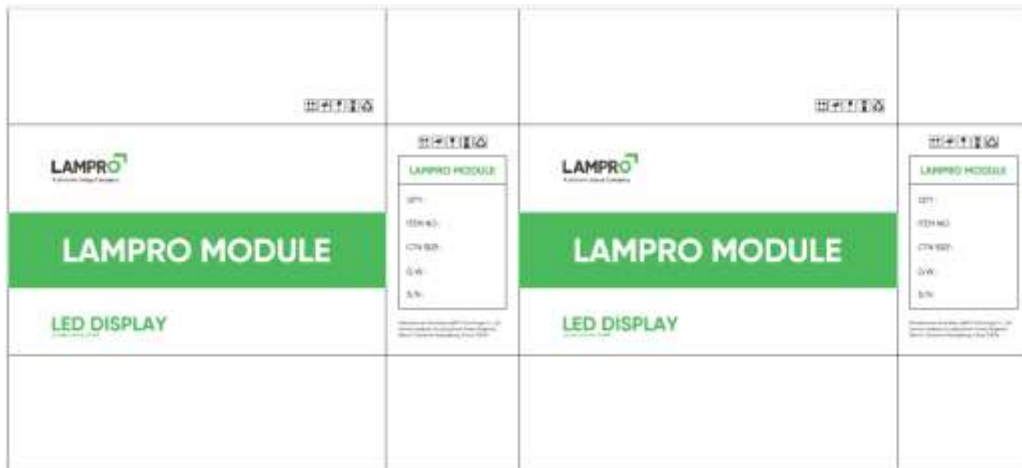 LAMPRO
LAMPRO MODULE
LED DISPLAY
LAMPRO MODULE
QTY:
ITEM NO.:
CTN SIZE:
G.W.:
S/N:
LAMPRO
LAMPRO MODULE
LED DISPLAY
LAMPRO MODULE
QTY:
ITEM NO.:
CTN SIZE:
G.W.:
S/N: